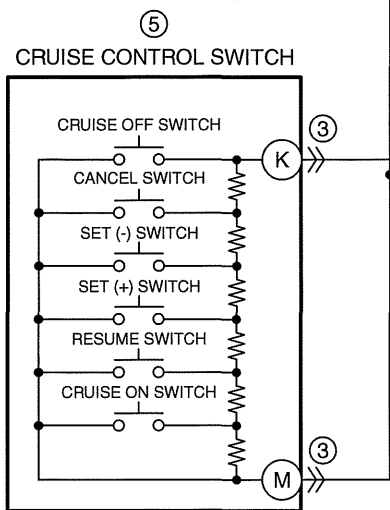 5
CRUISE CONTROL SWITCH
CRUISE OFF SWITCH
K
3
CANCEL SWITCH
SET (-) SWITCH
SET (+) SWITCH
RESUME SWITCH
CRUISE ON SWITCH
M
3